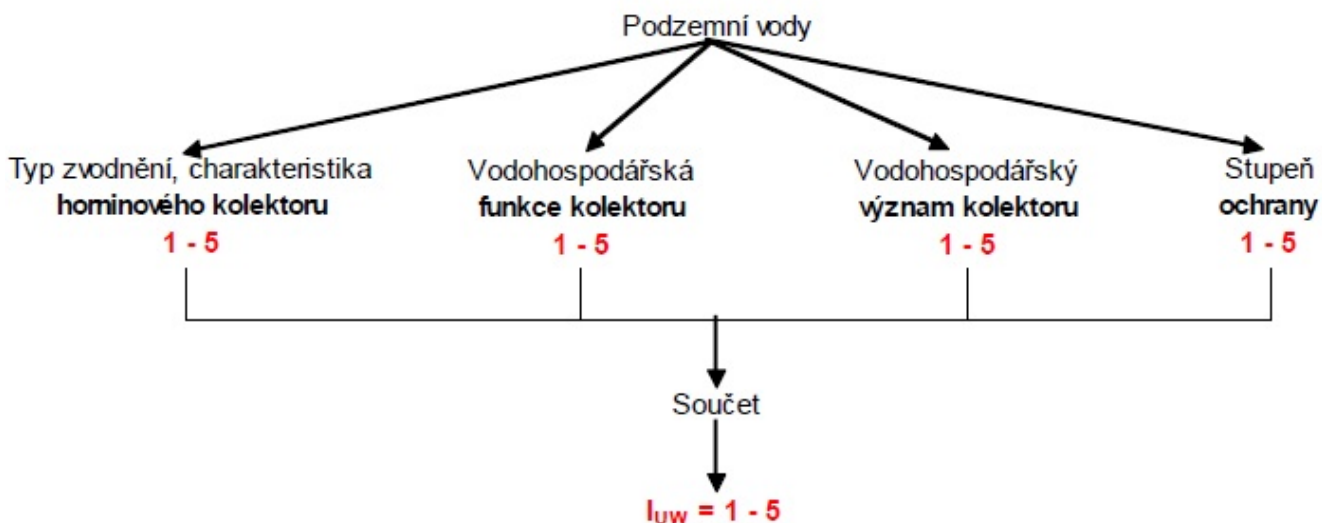 Podzemní vody
Typ zvodnění, charakteristika
horninového kolektoru
1 - 5
Vodohospodářská
funkce kolektoru
1 - 5
Vodohospodářský
význam kolektoru
1 - 5
Stupeň
ochrany
1 - 5
Součet
IUW = 1 - 5